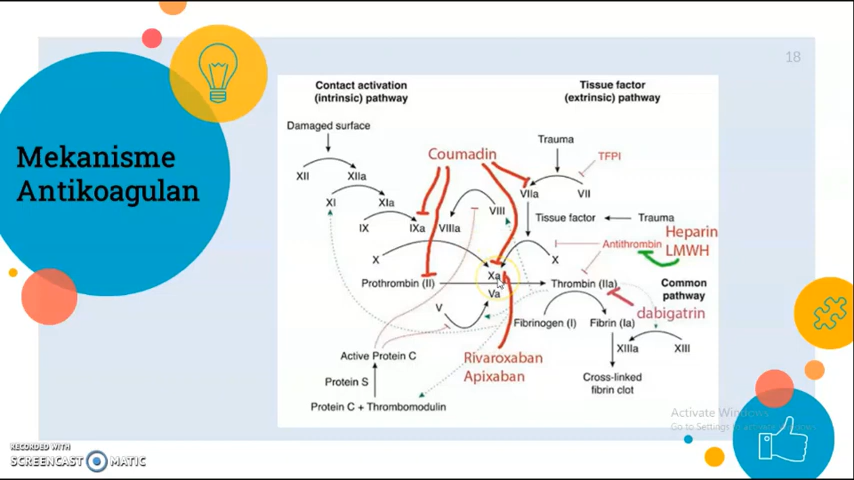 18
Mekanisme
Antikoagulan
Contact activation
(intrinsic) pathway
Tissue factor
(extrinsic) pathway
Damaged surface
Trauma
Coumadin
TFPI
XII
XIIa
VIIa
VII
XI
XIa
VIII
IX
IXa
VIIIa
Tissue factor
Trauma
Heparin
LMWH
Antithrombin
X
X
Xa
Prothrombin (II)
Thrombin (IIa)
Common
pathway
Va
V
dabigatrin
Fibrinogen (I)
Fibrin (Ia)
XIIIa
XIII
Active Protein C
Rivaroxaban
Apixaban
Protein S
Cross-linked
fibrin clot
Protein C + Thrombomodulin
Activate Windows
Go to Settings to activate Windows.
RECORDED WITH
SCREENCAST MATIC